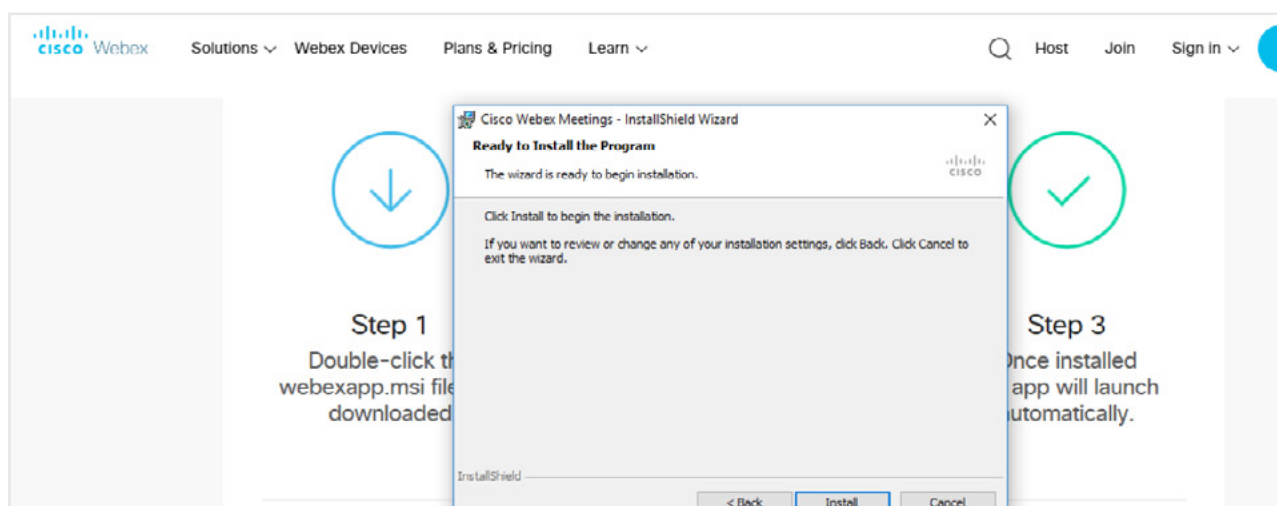 CISCO Webex Solutions Webex Devices Plans & Pricing Learn Host Join Sign in
Cisco Webex Meetings - InstallShield Wizard
Ready to Install the Program
The wizard is ready to begin installation.
CISCO
Click Install to begin the installation.
If you want to review or change any of your installation settings, click Back. Click Cancel to
exit the wizard.
Step 1
Double-click
webexapp.msi file
downloaded
Step 3
installed
app will launch
automatically.
InstallShield
< Back Install Cancel